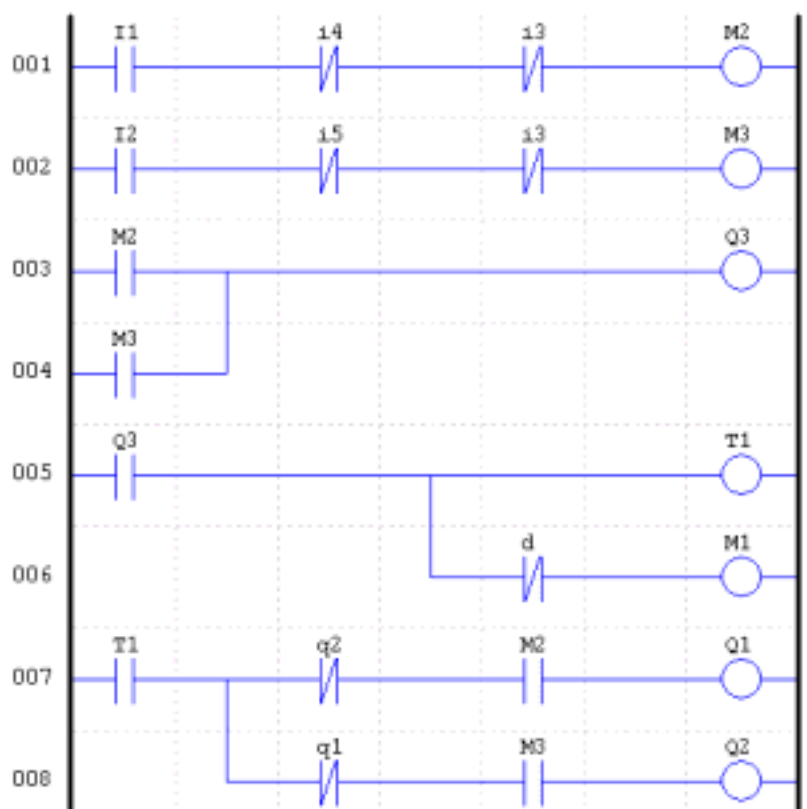 I1 i4 i3 M2
001
I2 i5 i3 M3
002
M2 Q3
003
M3
004
Q3 T1
005
d M1
006
T1 q2 M2 Q1
007
q1 M3 Q2
008